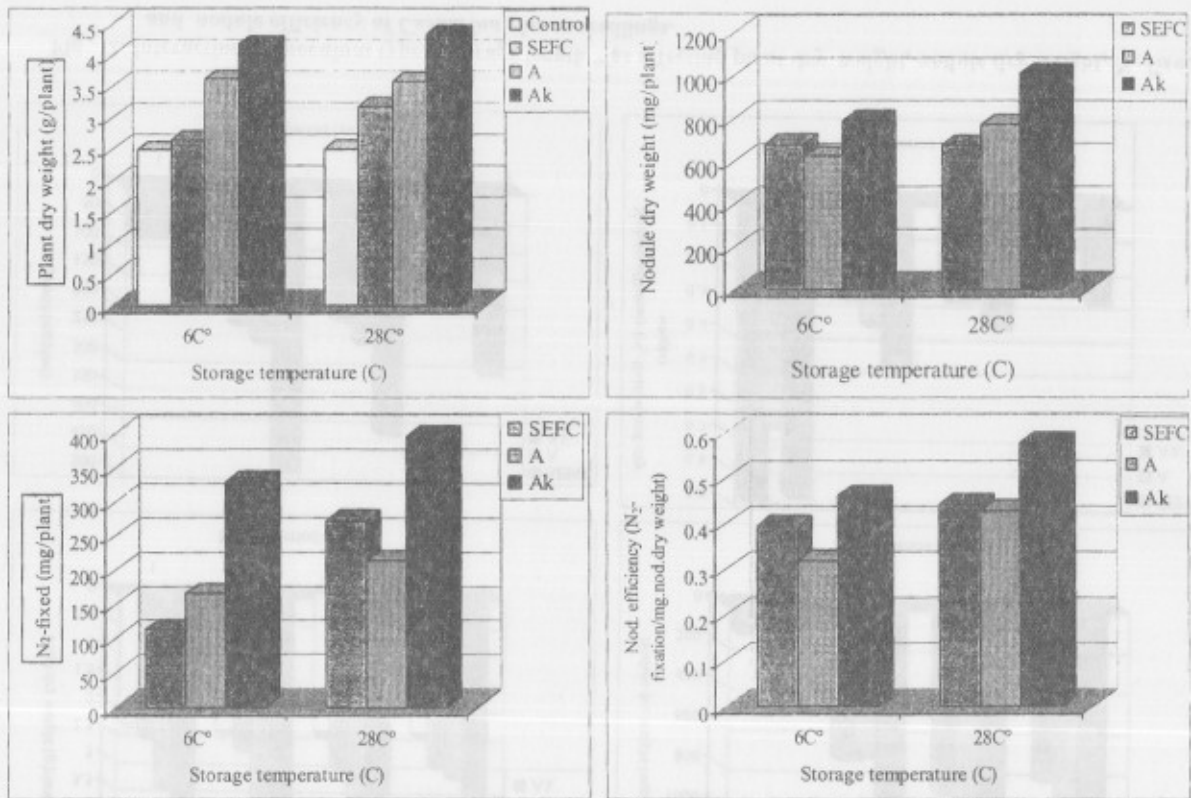 and nodule efficiency of
Control
SEFC
A
Ak
4.5
4
3.5
3
2.5
2
1.5
1
0.5
0
Plant dry weight (g/plant)
6C°
28C°
Storage temperature (C)
SEFC
A
Ak
1200
1000
800
600
400
200
0
Nodule dry weight (mg/plant
6C°
28C°
Storage temperature (C)
SEFC
A
Ak
400
350
300
250
200
150
100
50
0
N₂-fixed (mg/plant
6C°
28C°
Storage temperature (C)
SEFC
A
Ak
0.6
0.5
0.4
0.3
0.2
0.1
0
Nod. efficiency (N₂-
fixation/mg.nod.dry weight)
6C°
28C°
Storage temperature (C)